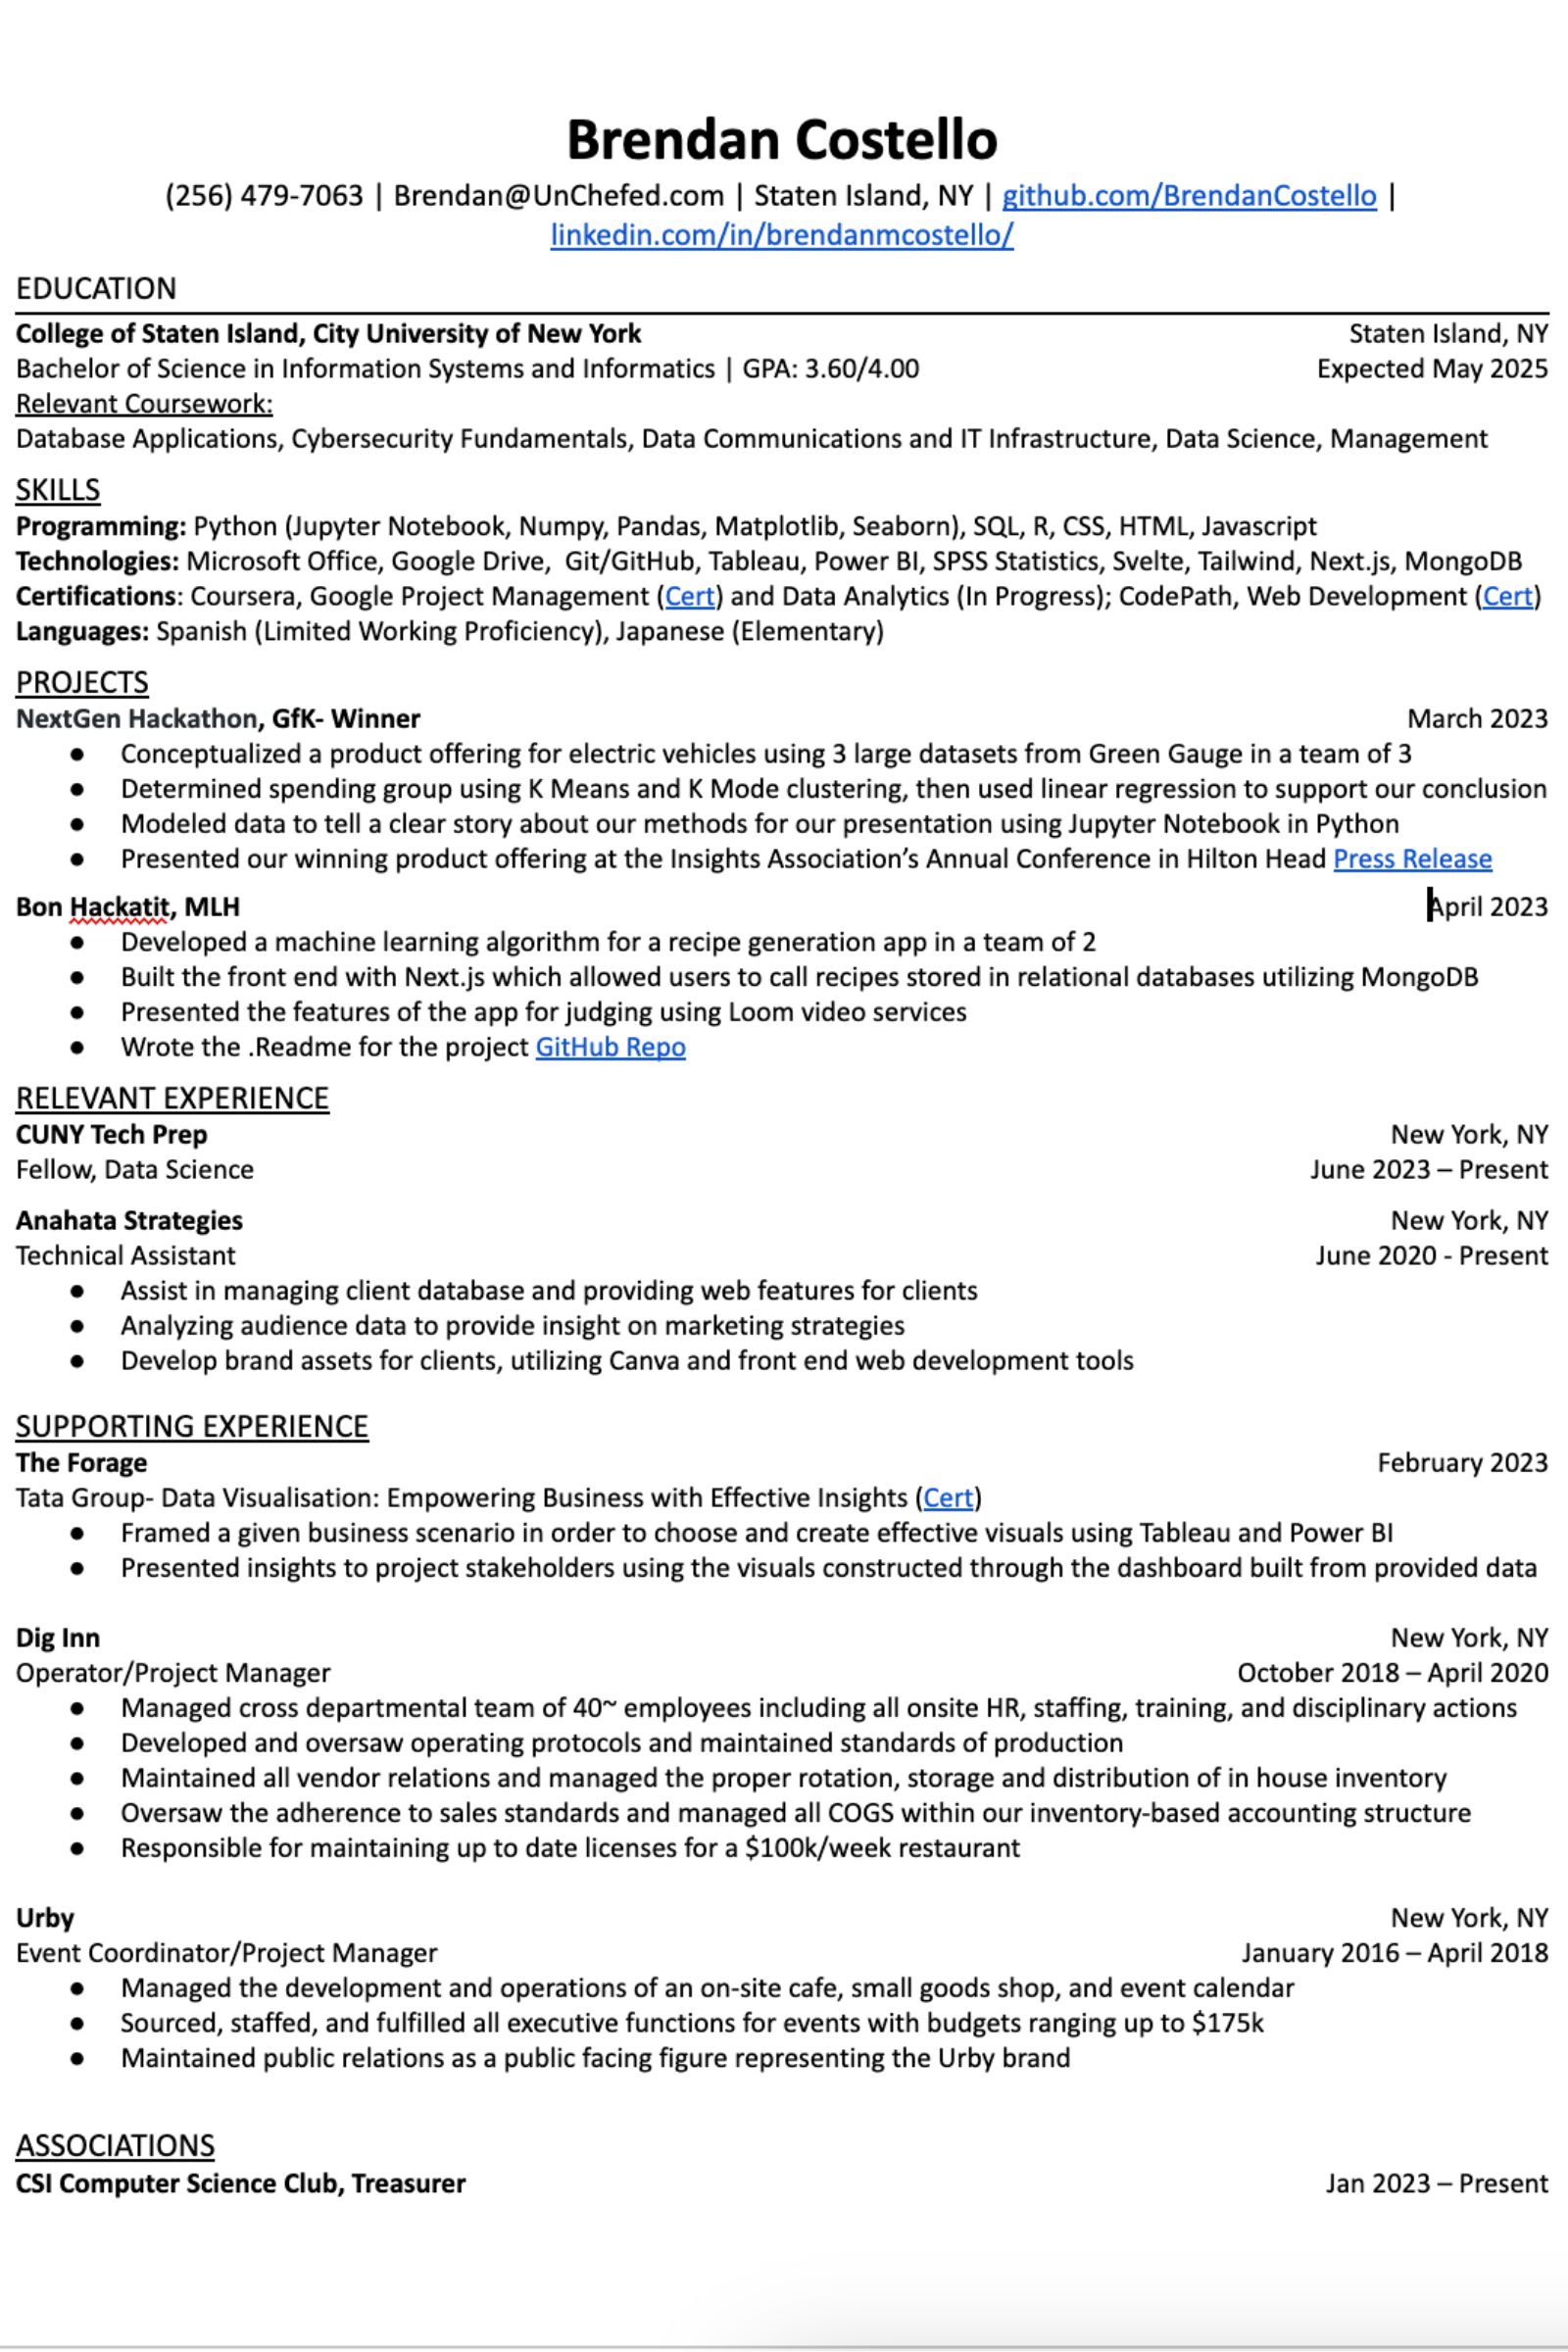 Brendan Costello
(256) 479-7063 | Brendan@UnChefed.com | Staten Island, NY | github.com/BrendanCostello |
linkedin.com/in/brendanmcostello/
EDUCATION
College of Staten Island, City University of New York Staten Island, NY
Bachelor of Science in Information Systems and Informatics | GPA: 3.60/4.00 Expected May 2025
Relevant Coursework:
Database Applications, Cybersecurity Fundamentals, Data Communications and IT Infrastructure, Data Science, Management
SKILLS
Programming: Python (Jupyter Notebook, Numpy, Pandas, Matplotlib, Seaborn), SQL, R, CSS, HTML, Javascript
Technologies: Microsoft Office, Google Drive, Git/GitHub, Tableau, Power BI, SPSS Statistics, Svelte, Tailwind, Next.js, MongoDB
Certifications: Coursera, Google Project Management (Cert) and Data Analytics (In Progress); CodePath, Web Development (Cert)
Languages: Spanish (Limited Working Proficiency), Japanese (Elementary)
PROJECTS
NextGen Hackathon, GfK- Winner March 2023
● Conceptualized a product offering for electric vehicles using 3 large datasets from Green Gauge in a team of 3
● Determined spending group using K Means and K Mode clustering, then used linear regression to support our conclusion
● Modeled data to tell a clear story about our methods for our presentation using Jupyter Notebook in Python
● Presented our winning product offering at the Insights Association's Annual Conference in Hilton Head Press Release
Bon Hackatit, MLH April 2023
● Developed a machine learning algorithm for a recipe generation app in a team of 2
● Built the front end with Next.js which allowed users to call recipes stored in relational databases utilizing MongoDB
● Presented the features of the app for judging using Loom video services
● Wrote the .Readme for the project GitHub Repo
RELEVANT EXPERIENCE
CUNY Tech Prep New York, NY
Fellow, Data Science June 2023 – Present
Anahata Strategies New York, NY
Technical Assistant June 2020 - Present
● Assist in managing client database and providing web features for clients
● Analyzing audience data to provide insight on marketing strategies
● Develop brand assets for clients, utilizing Canva and front end web development tools
SUPPORTING EXPERIENCE
The Forage February 2023
Tata Group- Data Visualisation: Empowering Business with Effective Insights (Cert)
● Framed a given business scenario in order to choose and create effective visuals using Tableau and Power BI
● Presented insights to project stakeholders using the visuals constructed through the dashboard built from provided data
Dig Inn New York, NY
Operator/Project Manager October 2018 – April 2020
● Managed cross departmental team of 40~ employees including all onsite HR, staffing, training, and disciplinary actions
● Developed and oversaw operating protocols and maintained standards of production
● Maintained all vendor relations and managed the proper rotation, storage and distribution of in house inventory
● Oversaw the adherence to sales standards and managed all COGS within our inventory-based accounting structure
● Responsible for maintaining up to date licenses for a $100k/week restaurant
Urby New York, NY
Event Coordinator/Project Manager January 2016 – April 2018
● Managed the development and operations of an on-site cafe, small goods shop, and event calendar
● Sourced, staffed, and fulfilled all executive functions for events with budgets ranging up to $175k
● Maintained public relations as a public facing figure representing the Urby brand
ASSOCIATIONS
CSI Computer Science Club, Treasurer Jan 2023 – Present